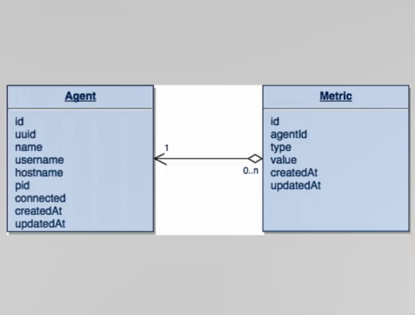 Agent
id
uuid
name
username
hostname
pid
connected
createdAt
updatedAt
1
0..n
Metric
id
agentId
type
value
createdAt
updatedAt